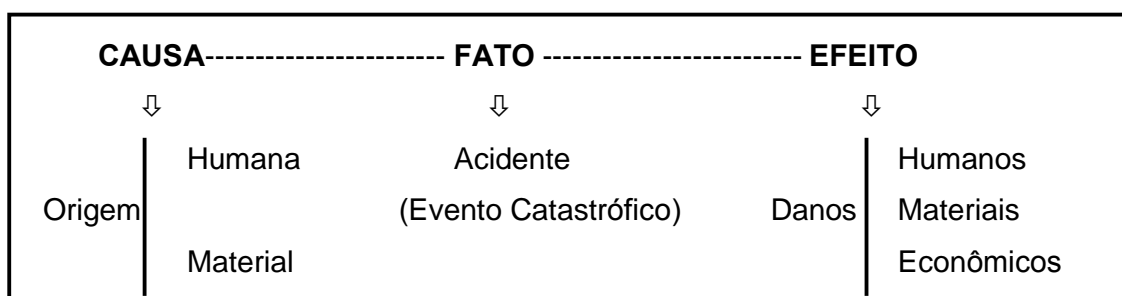 CAUSA------------------------ FATO -------------------------- EFEITO
⇩ ⇩ ⇩
Humana Acidente Humanos
Origem (Evento Catastrófico) Danos Materiais
Material Econômicos